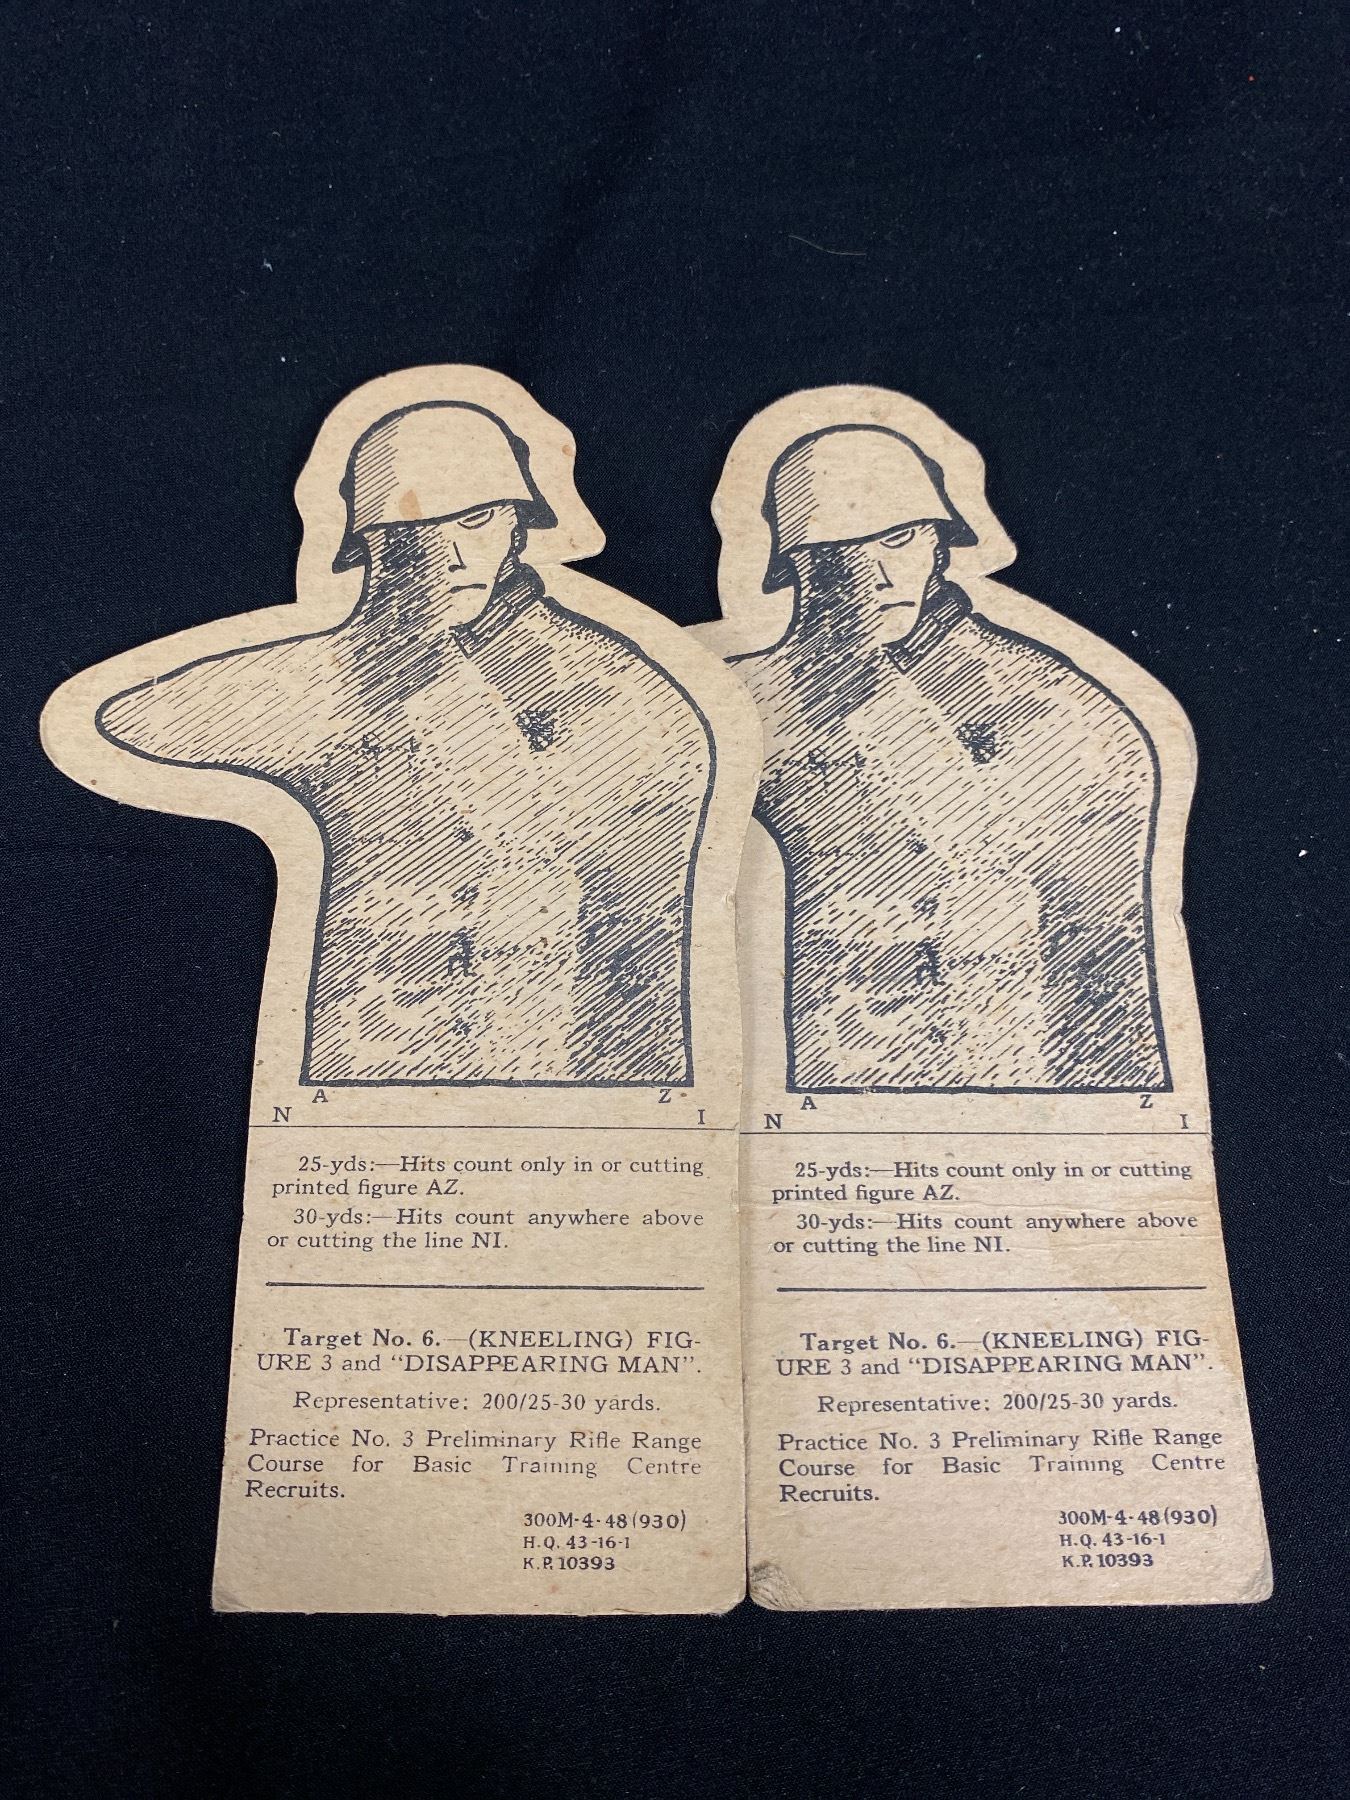 A Z
N I
25-yds:—Hits count only in or cutting
printed figure AZ.
30-yds:—Hits count anywhere above
or cutting the line NI.
Target No. 6.—(KNEELING) FIG-
URE 3 and “DISAPPEARING MAN”.
Representative: 200/25-30 yards.
Practice No. 3 Preliminary Rifle Range
Course for Basic Training Centre
Recruits.
300M-4-48(930)
H.Q. 43-16-1
K.P. 10393
A Z
N I
25-yds:—Hits count only in or cutting
printed figure AZ.
30-yds:—Hits count anywhere above
or cutting the line NI.
Target No. 6.—(KNEELING) FIG-
URE 3 and “DISAPPEARING MAN”.
Representative: 200/25-30 yards.
Practice No. 3 Preliminary Rifle Range
Course for Basic Training Centre
Recruits.
300M-4-48(930)
H.Q. 43-16-1
K.P. 10393